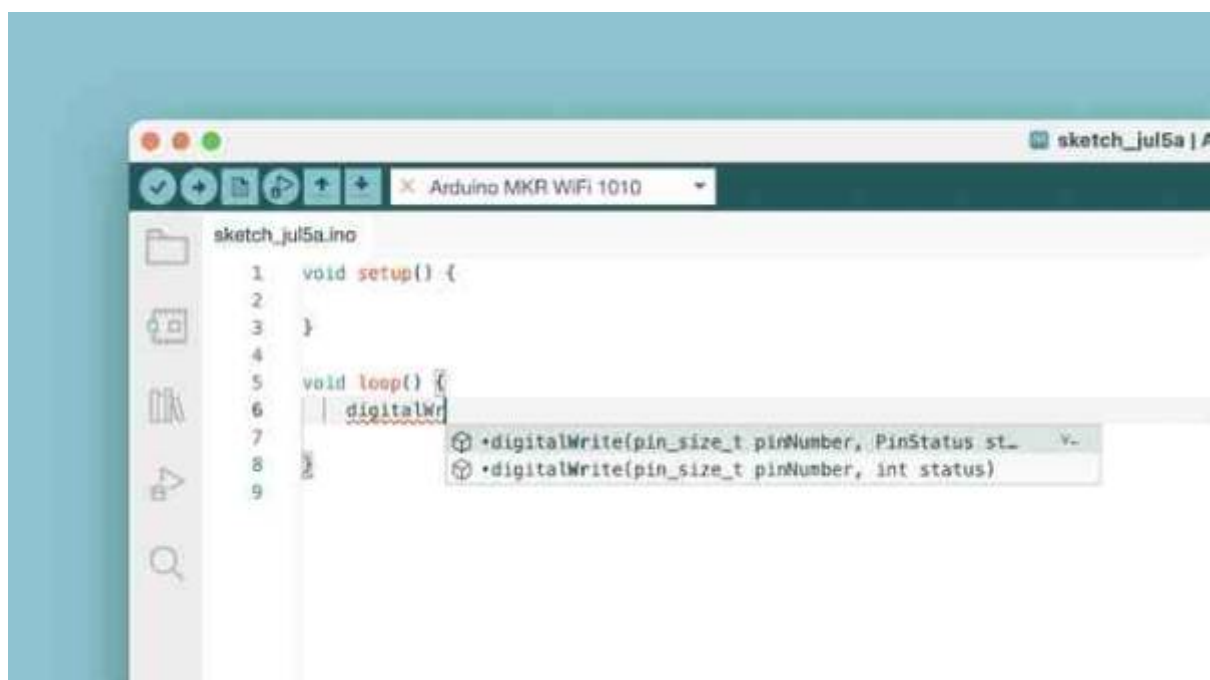 sketch_jul5a | A
Arduino MKR WiFi 1010
sketch_jul5a.ino
1 void setup() {
2
3 }
4
5 void loop() {
6 digitalWr
•digitalWrite(pin_size_t pinNumber, PinStatus st…
•digitalWrite(pin_size_t pinNumber, int status)
7
8 }
9